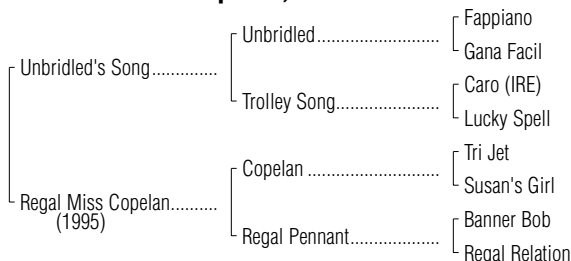 Fappiano
Unbridled
Gana Facil
Unbridled's Song
Caro (IRE)
Trolley Song
Lucky Spell
Tri Jet
Copelan
Susan's Girl
Regal Miss Copelan
(1995)
Banner Bob
Regal Pennant
Regal Relation